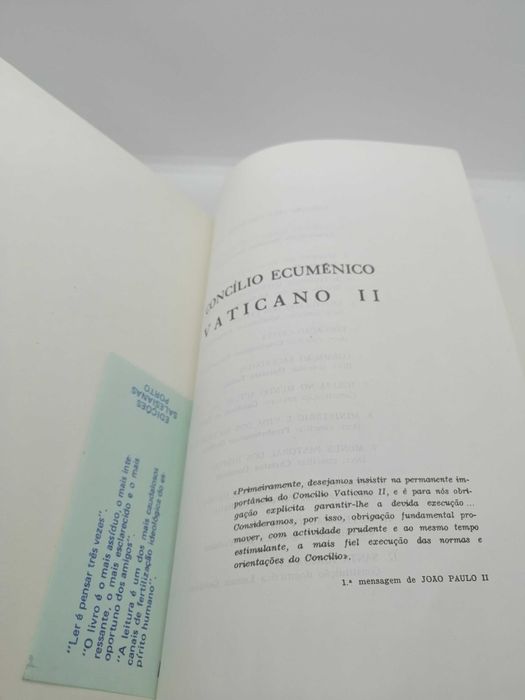 CONCÍLIO ECUMÊNICO
VATICANO II
«Primeiramente, desejamos insistir na permanente im-
portância do Concílio Vaticano II, e é para nós obri-
gação explícita garantir-lhe a devida execução...
Consideramos, por isso, obrigação fundamental pro-
mover, com actividade prudente e ao mesmo tempo
estimulante, a mais fiel execução das normas e
orientações do Concílio».
1.ª mensagem de JOAO PAULO II
EDIÇÕES
SALESIANAS
PORTO
"Ler é pensar três vezes".
"O livro é o mais assíduo, o mais inte-
ressante, o mais esclarecido e o mais
oportuno dos amigos".
"A leitura é um dos mais caudalosos
canais de fertilização ideológica do es-
pírito humano".